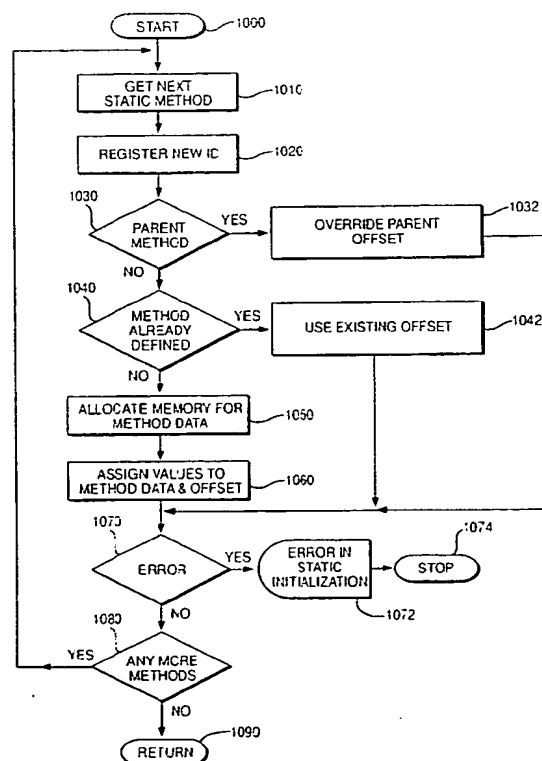 START
1000
GET NEXT
STATIC METHOD
1010
REGISTER NEW ID
1020
1030
PARENT
METHOD
YES
OVERRIDE PARENT
OFFSET
1032
NO
1040
METHOD
ALREADY
DEFINED
YES
USE EXISTING OFFSET
1042
NO
ALLOCATE MEMORY FOR
METHOD DATA
1050
ASSIGN VALUES TO
METHOD DATA & OFFSET
1060
1070
ERROR
YES
ERROR IN
STATIC
INITIALIZATION
1072
1074
STOP
NO
1080
YES
ANY MORE
METHODS
NO
RETURN
1090